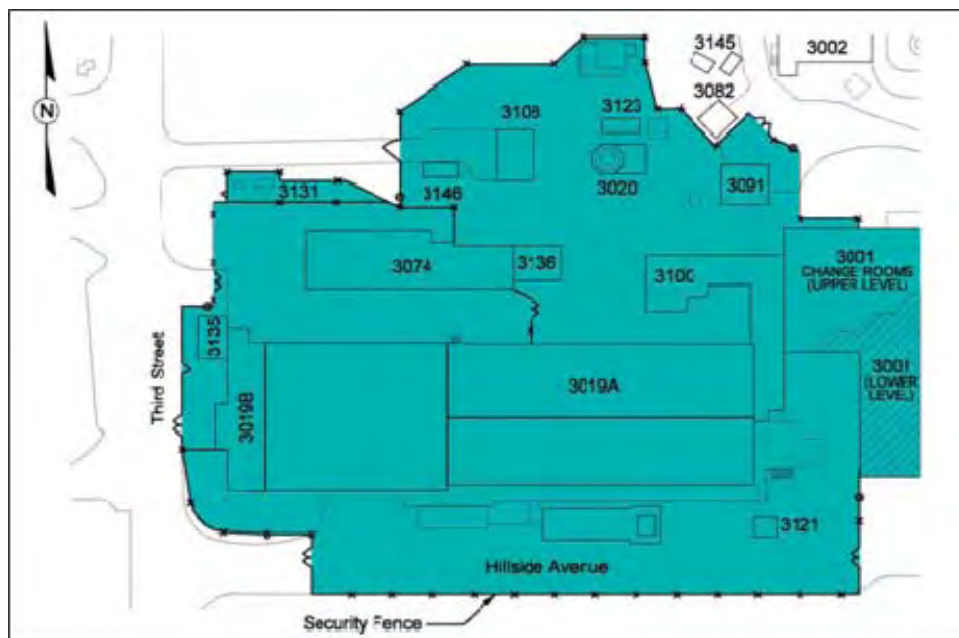 3145
3002
3082
N
3108
3123
3146
3020
3091
3131
3074
3136
3100
3001
CHANGE ROOMS
(UPPER LEVEL)
3135
Third Street
3019B
3019A
3001
(LOWER
LEVEL)
3121
Hillside Avenue
Security Fence